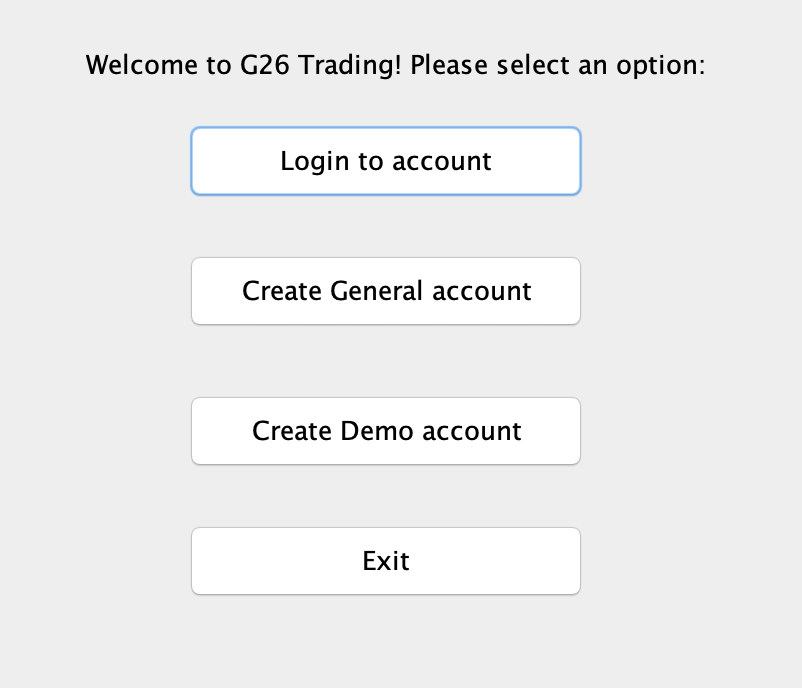 Welcome to G26 Trading! Please select an option:
Login to account
Create General account
Create Demo account
Exit